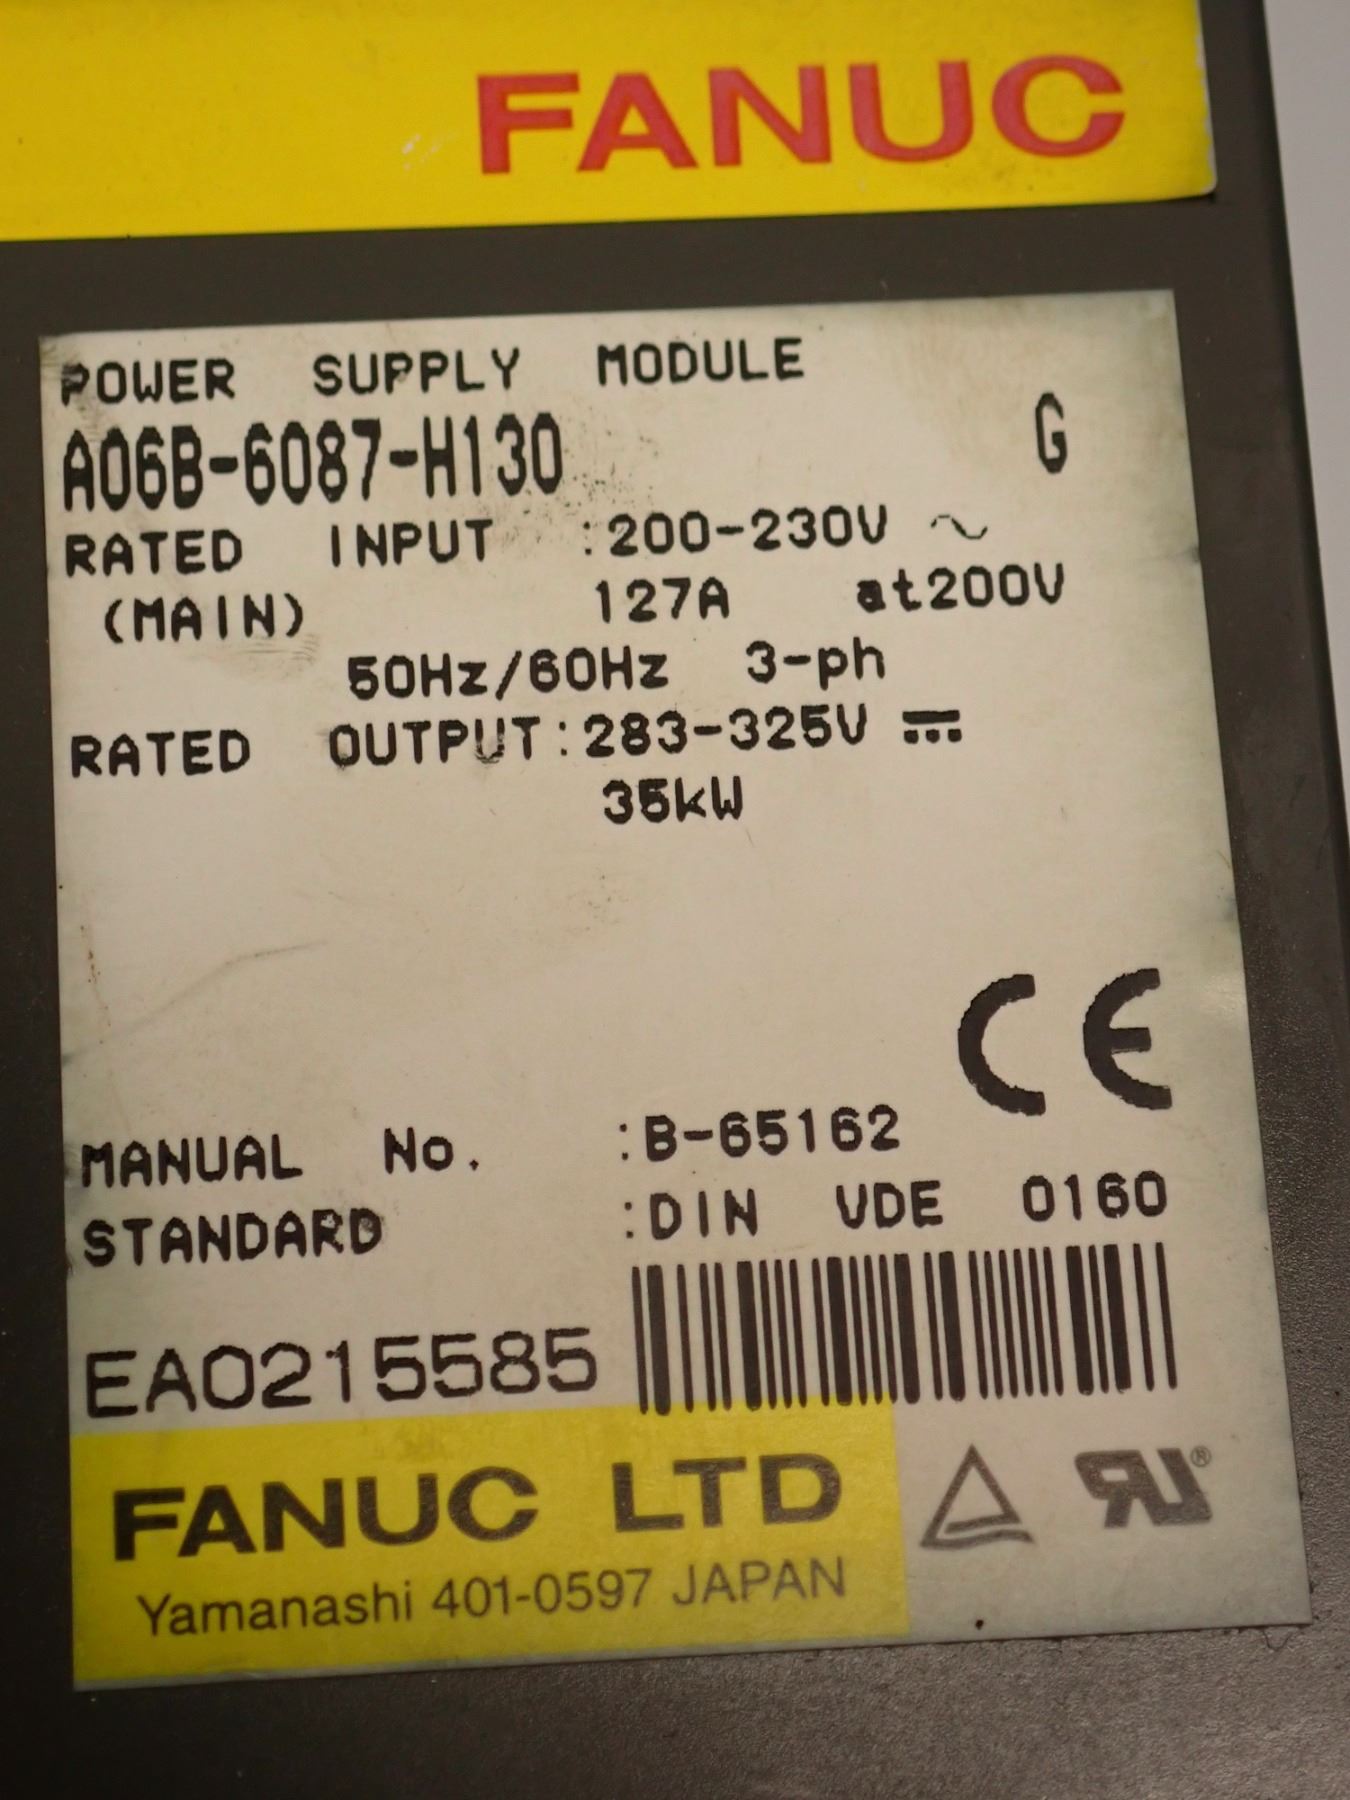 FANUC
POWER SUPPLY MODULE
A06B-6087-H130 G
RATED INPUT :200-230V ~
(MAIN) 127A at200V
50Hz/60Hz 3-ph
RATED OUTPUT:283-325V ⎓
35kW
CE
MANUAL No. :B-65162
STANDARD :DIN VDE 0160
EA0215585
FANUC LTD
Yamanashi 401-0597 JAPAN
RU®